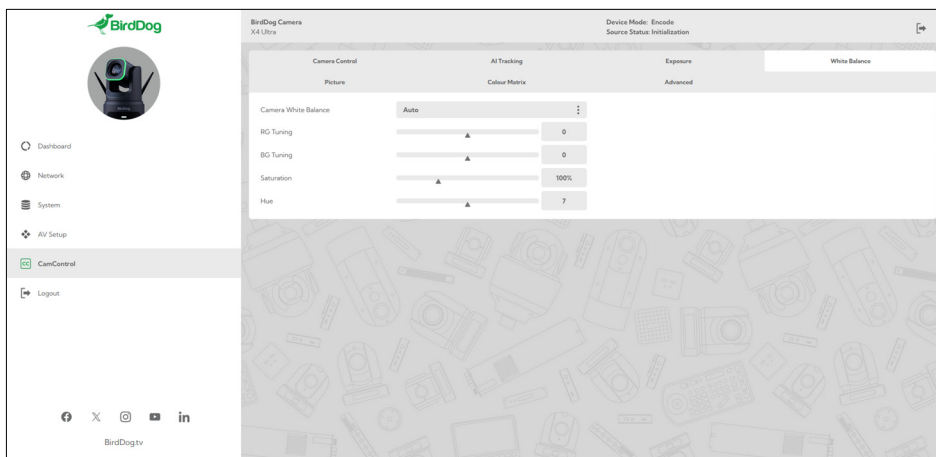 BirdDog
BirdDog Camera
X4 Ultra
Device Mode: Encode
Source Status: Initialization
Camera Control
AI Tracking
Exposure
White Balance
Picture
Colour Matrix
Advanced
Camera White Balance
Auto
RG Tuning
0
BG Tuning
0
Saturation
100%
Hue
7
Dashboard
Network
System
AV Setup
CC CamControl
Logout
BirdDog.tv